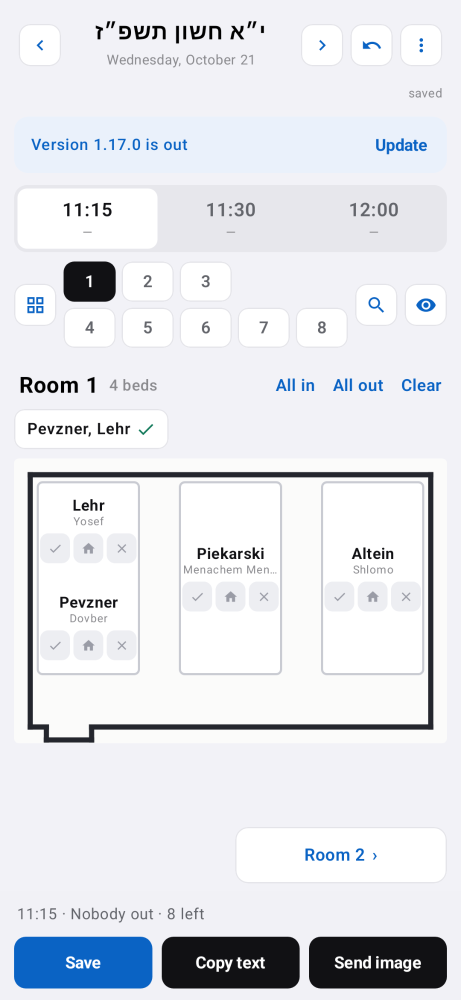 י״א חשון תשפ״ז
Wednesday, October 21
saved
Version 1.17.0 is out
Update
11:15
–
11:30
–
12:00
–
1
2
3
4
5
6
7
8
Room 1
4 beds
All in
All out
Clear
Pevzner, Lehr
Lehr
Yosef
Pevzner
Dovber
Piekarski
Menachem Men...
Altein
Shlomo
Room 2 ›
11:15 · Nobody out · 8 left
Save
Copy text
Send image